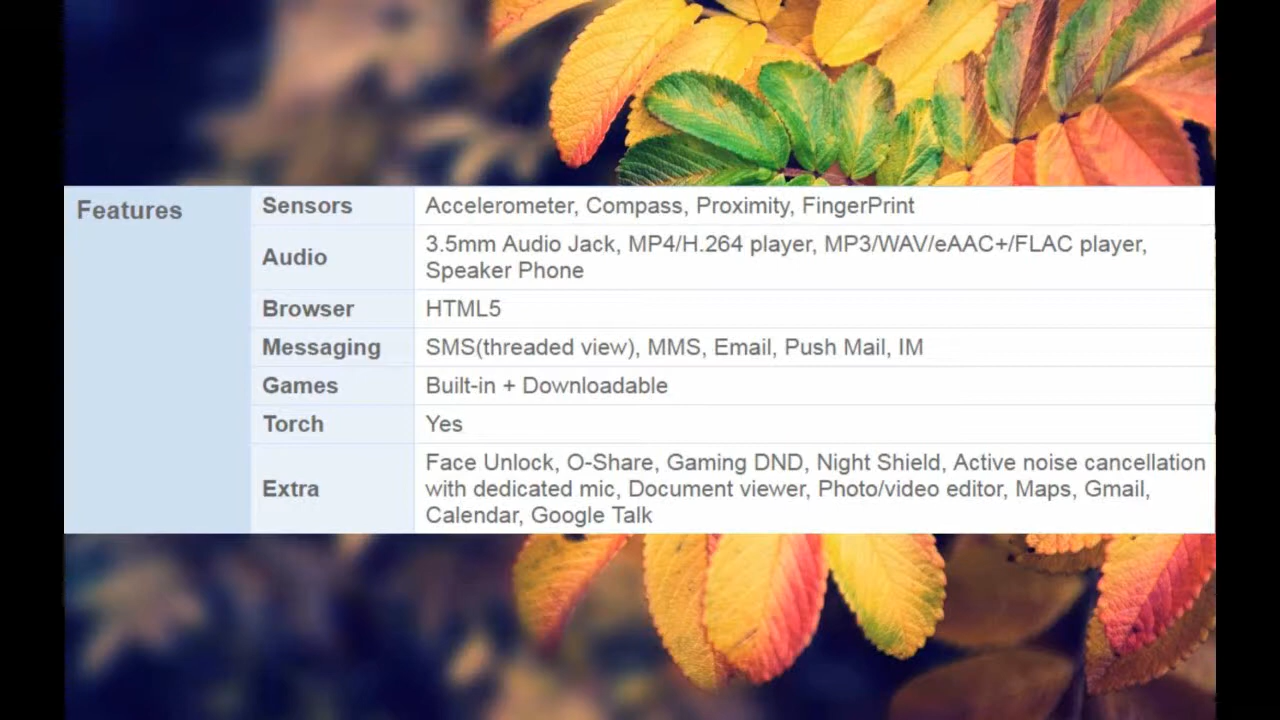 Features
Sensors
Accelerometer, Compass, Proximity, FingerPrint
Audio
3.5mm Audio Jack, MP4/H.264 player, MP3/WAV/eAAC+/FLAC player,
Speaker Phone
Browser
HTML5
Messaging
SMS(threaded view), MMS, Email, Push Mail, IM
Games
Built-in + Downloadable
Torch
Yes
Extra
Face Unlock, O-Share, Gaming DND, Night Shield, Active noise cancellation
with dedicated mic, Document viewer, Photo/video editor, Maps, Gmail,
Calendar, Google Talk